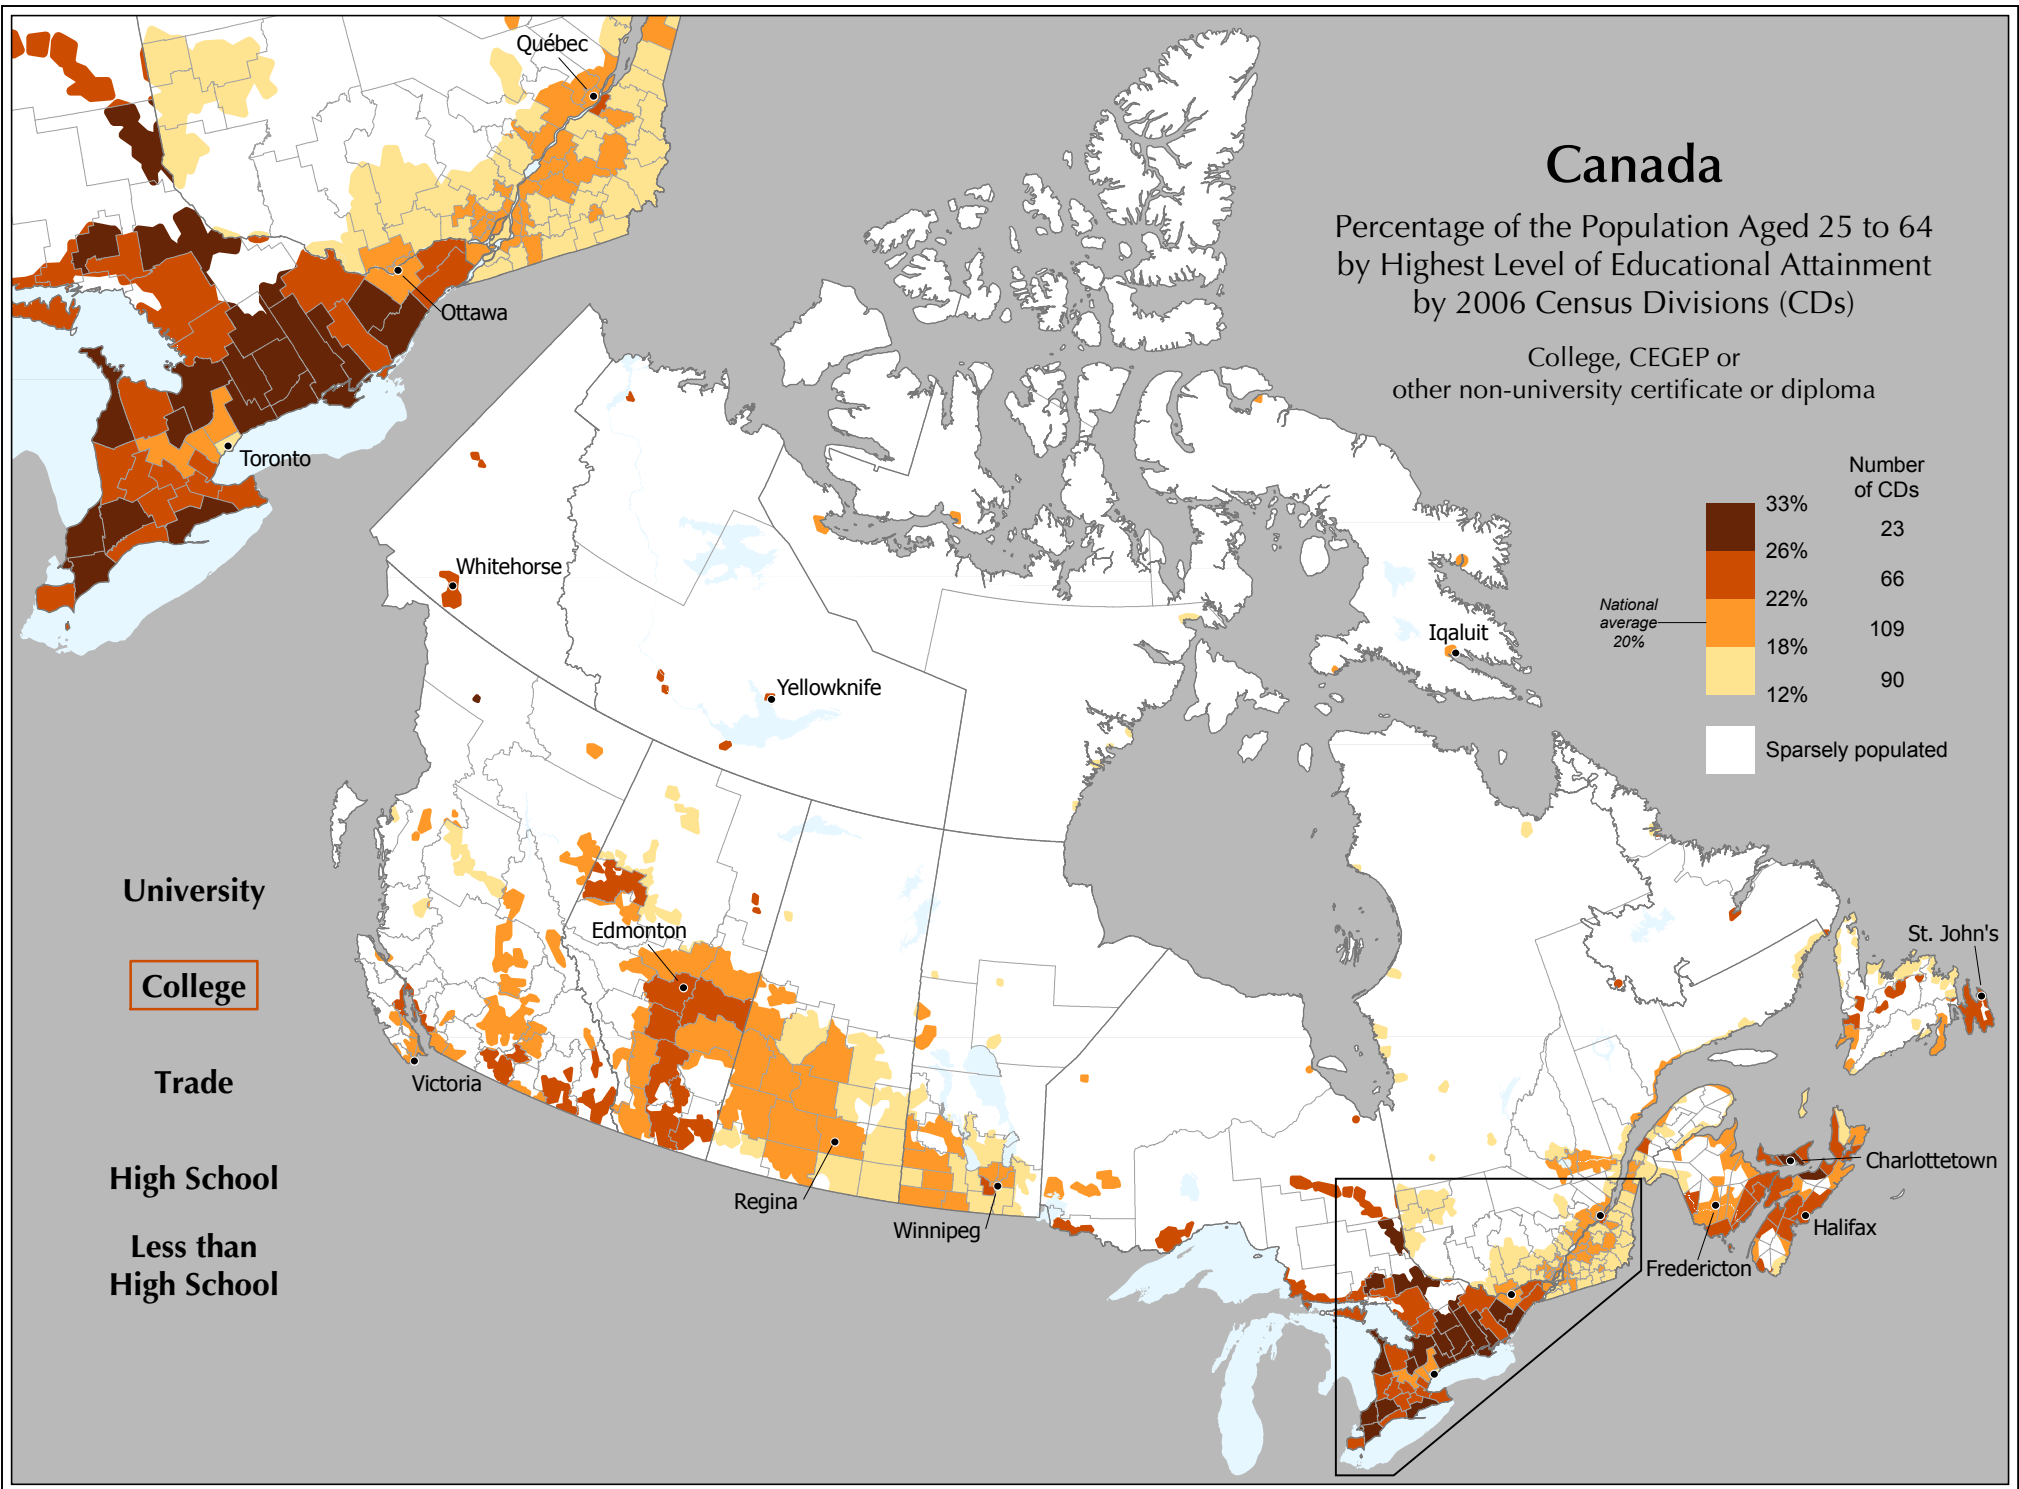 Canada
Percentage of the Population Aged 25 to 64
by Highest Level of Educational Attainment
by 2006 Census Divisions (CDs)
College, CEGEP or
other non-university certificate or diploma
Number
of CDs
33%
23
26%
66
22%
National
average
20%
109
18%
90
12%
Sparsely populated
Québec
Ottawa
Toronto
Whitehorse
Yellowknife
Iqaluit
Edmonton
Victoria
Regina
Winnipeg
St. John's
Charlottetown
Halifax
Fredericton
University
College
Trade
High School
Less than
High School